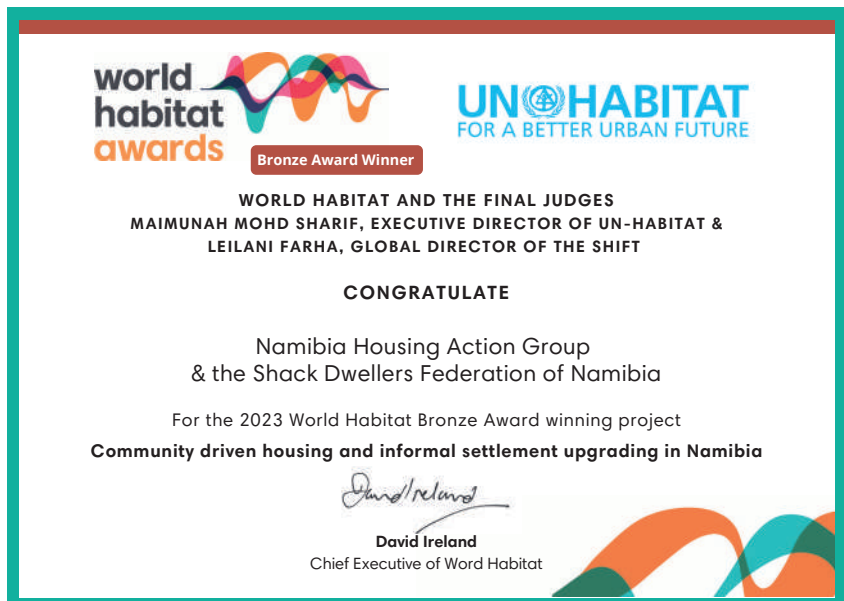 world
habitat
awards
Bronze Award Winner
UN HABITAT
FOR A BETTER URBAN FUTURE
WORLD HABITAT AND THE FINAL JUDGES
MAIMUNAH MOHD SHARIF, EXECUTIVE DIRECTOR OF UN-HABITAT &
LEILANI FARHA, GLOBAL DIRECTOR OF THE SHIFT
CONGRATULATE
Namibia Housing Action Group
& the Shack Dwellers Federation of Namibia
For the 2023 World Habitat Bronze Award winning project
Community driven housing and informal settlement upgrading in Namibia
David Ireland
David Ireland
Chief Executive of Word Habitat